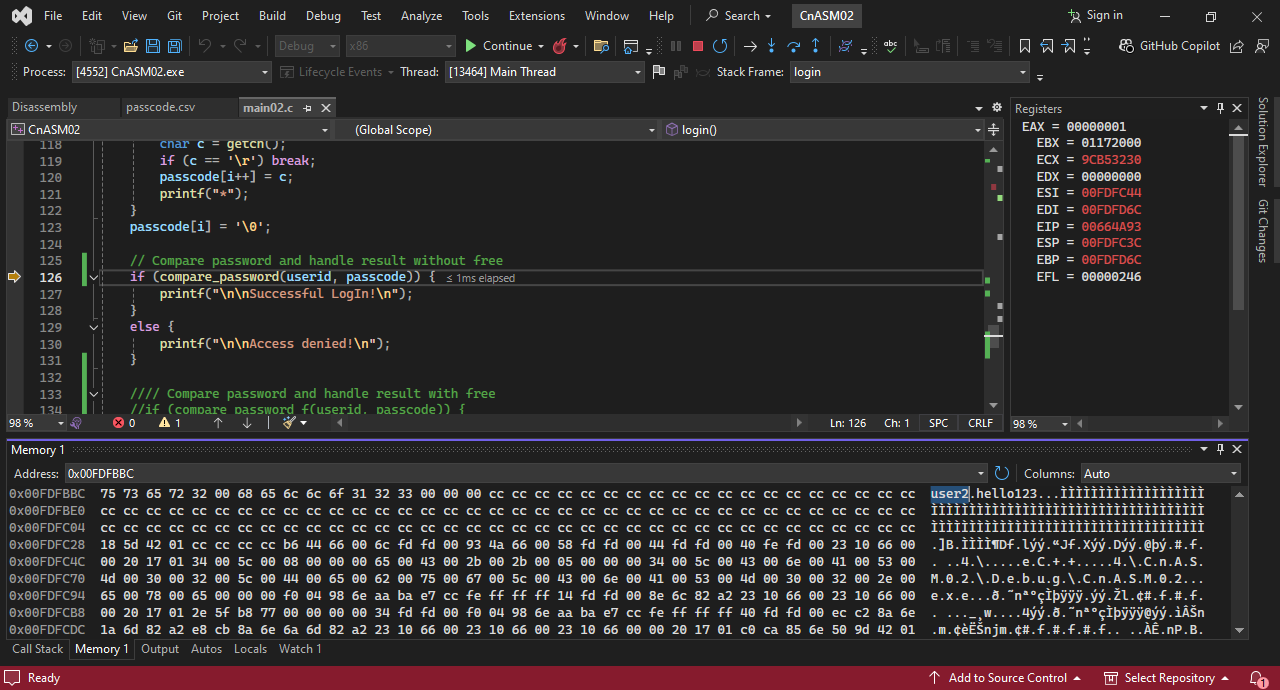 File Edit View Git Project Build Debug Test Analyze Tools Extensions Window Help Search CnASM02 Sign in
Debug x86 Continue GitHub Copilot
Process: [4552] CnASM02.exe Lifecycle Events Thread: [13464] Main Thread Stack Frame: login
Disassembly passcode.csv main02.c
CnASM02 (Global Scope) login()
118 char c = getch();
119 if (c == '\r') break;
120 passcode[i++] = c;
121 printf("*");
122 }
123 passcode[i] = '\0';
124
125 // Compare password and handle result without free
126 if (compare_password(userid, passcode)) { ≤ 1ms elapsed
127 printf("\n\nSuccessful LogIn!\n");
128 }
129 else {
130 printf("\n\nAccess denied!\n");
131 }
132
133 //// Compare password and handle result with free
134 //if (compare_password_f(userid, passcode)) {
98 % 0 1 Ln: 126 Ch: 1 SPC CRLF
Registers
EAX = 00000001
EBX = 01172000
ECX = 9CB53230
EDX = 00000000
ESI = 00FDFC44
EDI = 00FDFD6C
EIP = 00664A93
ESP = 00FDFC3C
EBP = 00FDFD6C
EFL = 00000246
98 %
Solution Explorer
Git Changes
Memory 1
Address: 0x00FDFBBC Columns: Auto
0x00FDFBBC 75 73 65 72 32 00 68 65 6c 6c 6f 31 32 33 00 00 00 cc cc cc cc cc cc cc cc cc cc cc cc cc cc cc cc cc cc cc user2.hello123...ÌÌÌÌÌÌÌÌÌÌÌÌÌÌÌÌÌÌÌ
0x00FDFBE0 cc cc cc cc cc cc cc cc cc cc cc cc cc cc cc cc cc cc cc cc cc cc cc cc cc cc cc cc cc cc cc cc cc cc cc cc ÌÌÌÌÌÌÌÌÌÌÌÌÌÌÌÌÌÌÌÌÌÌÌÌÌÌÌÌÌÌÌÌÌÌÌÌ
0x00FDFC04 cc cc cc cc cc cc cc cc cc cc cc cc cc cc cc cc cc cc cc cc cc cc cc cc cc cc cc cc cc cc cc cc cc cc cc cc ÌÌÌÌÌÌÌÌÌÌÌÌÌÌÌÌÌÌÌÌÌÌÌÌÌÌÌÌÌÌÌÌÌÌÌÌ
0x00FDFC28 18 5d 42 01 cc cc cc cc b6 44 66 00 6c fd fd 00 93 4a 66 00 58 fd fd 00 44 fd fd 00 40 fe fd 00 23 10 66 00 .]B.ÌÌÌÌ¶Df.lýý.“Jf.Xýý.Dýý.@þý.#.f.
0x00FDFC4C 00 20 17 01 34 00 5c 00 08 00 00 00 65 00 43 00 2b 00 2b 00 05 00 00 00 34 00 5c 00 43 00 6e 00 41 00 53 00 . ..4.\.....e.C.+.+.....4.\.C.n.A.S.
0x00FDFC70 4d 00 30 00 32 00 5c 00 44 00 65 00 62 00 75 00 67 00 5c 00 43 00 6e 00 41 00 53 00 4d 00 30 00 32 00 2e 00 M.0.2.\.D.e.b.u.g.\.C.n.A.S.M.0.2...
0x00FDFC94 65 00 78 00 65 00 00 00 f0 04 98 6e aa ba e7 cc fe ff ff ff 14 fd fd 00 8e 6c 82 a2 23 10 66 00 23 10 66 00 e.x.e...ð.˜nªºçÌþÿÿÿ.ýý.Žl‚¢#.f.#.f.
0x00FDFCB8 00 20 17 01 2e 5f b8 77 00 00 00 00 34 fd fd 00 f0 04 98 6e aa ba e7 cc fe ff ff ff 40 fd fd 00 ec c2 8a 6e . ..._¸w....4ýý.ð.˜nªºçÌþÿÿÿ@ýý.ìÂŠn
0x00FDFCDC 1a 6d 82 a2 e8 cb 8a 6e 6a 6d 82 a2 23 10 66 00 23 10 66 00 23 10 66 00 00 20 17 01 c0 ca 85 6e 50 9d 42 01 .m‚¢èËŠnjm‚¢#.f.#.f.#.f.. ..ÀÊ…nP.B.
Call Stack Memory 1 Output Autos Locals Watch 1
Ready Add to Source Control Select Repository 1